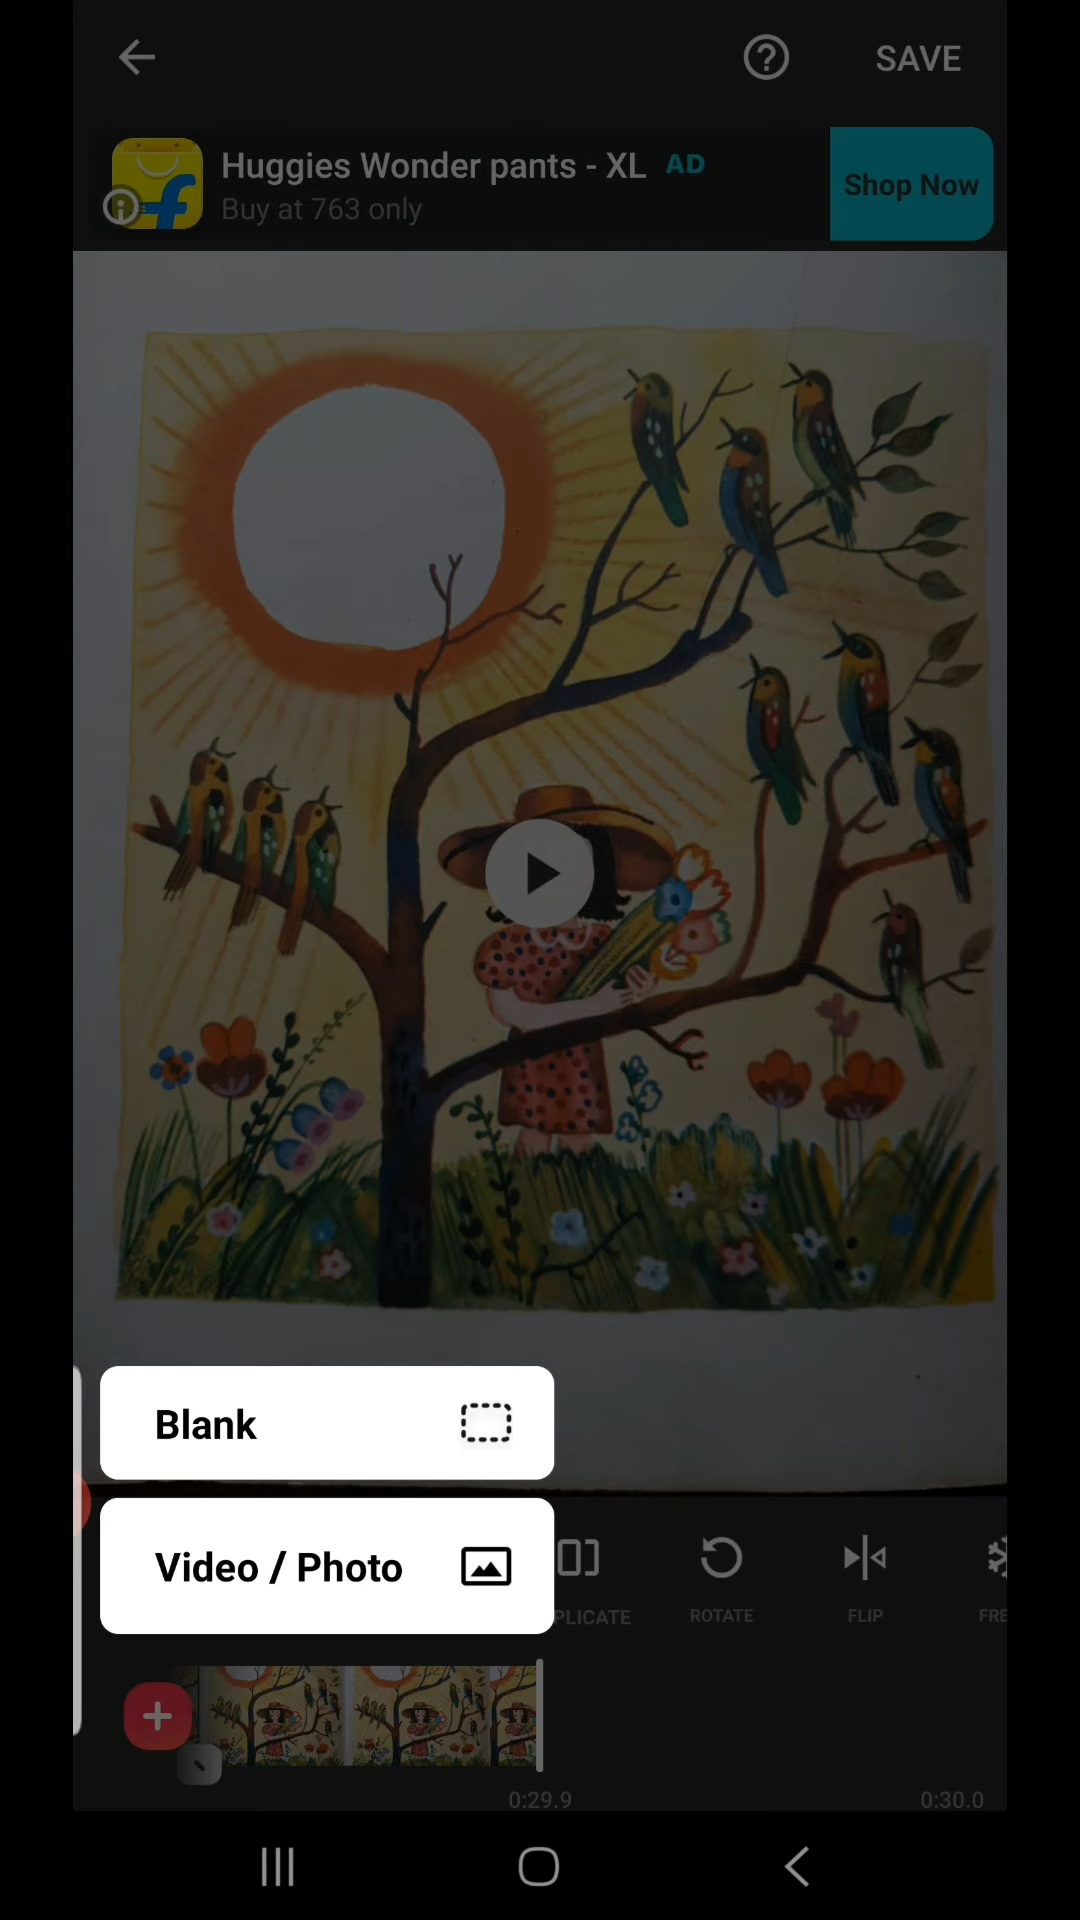 SAVE
Huggies Wonder pants - XL AD
Buy at 763 only
Shop Now
Blank
Video / Photo
PLICATE
ROTATE
FLIP
FRE
0:29.9
0:30.0